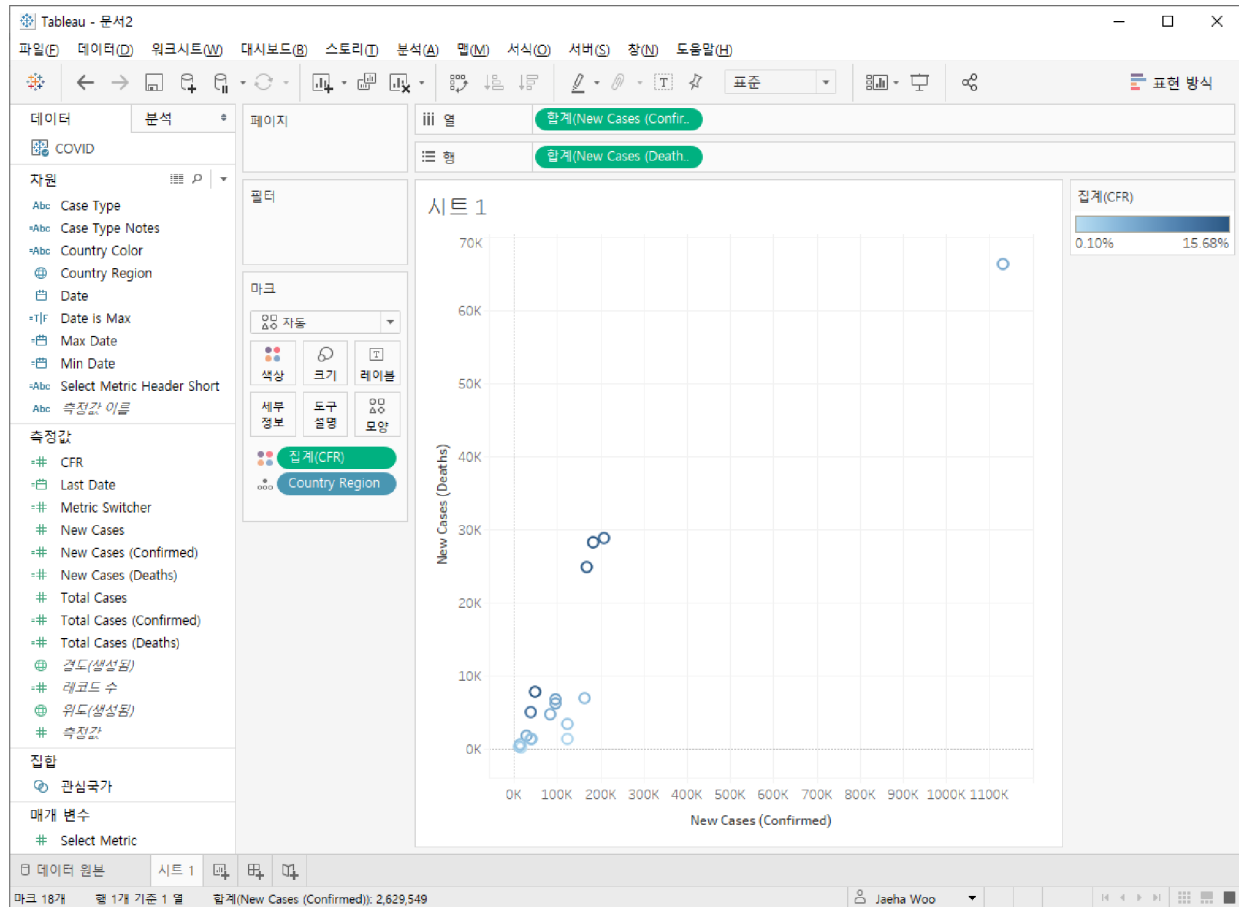 Tableau - 문서2
파일(F) 데이터(D) 워크시트(W) 대시보드(B) 스토리(T) 분석(A) 맵(M) 서식(O) 서버(S) 창(N) 도움말(H)
표준
표현 방식
데이터 분석
COVID
자원
Abc Case Type
=Abc Case Type Notes
=Abc Country Color
Country Region
Date
=T|F Date is Max
Max Date
Min Date
=Abc Select Metric Header Short
Abc 측정값 이름
측정값
=# CFR
Last Date
=# Metric Switcher
# New Cases
=# New Cases (Confirmed)
=# New Cases (Deaths)
# Total Cases
=# Total Cases (Confirmed)
=# Total Cases (Deaths)
경도(생성됨)
=# 레코드 수
위도(생성됨)
# 측정값
집합
관심국가
매개 변수
# Select Metric
페이지
필터
마크
자동
색상 크기 레이블
세부 정보 도구 설명 모양
집계(CFR)
Country Region
열 합계(New Cases (Confir..
행 합계(New Cases (Death..
시트 1
70K
60K
50K
40K
30K
20K
10K
0K
New Cases (Deaths)
0K 100K 200K 300K 400K 500K 600K 700K 800K 900K 1000K 1100K
New Cases (Confirmed)
집계(CFR)
0.10% 15.68%
데이터 원본 시트 1
마크 18개 행 1개 기준 1 열 합계(New Cases (Confirmed)): 2,629,549 Jaeha Woo